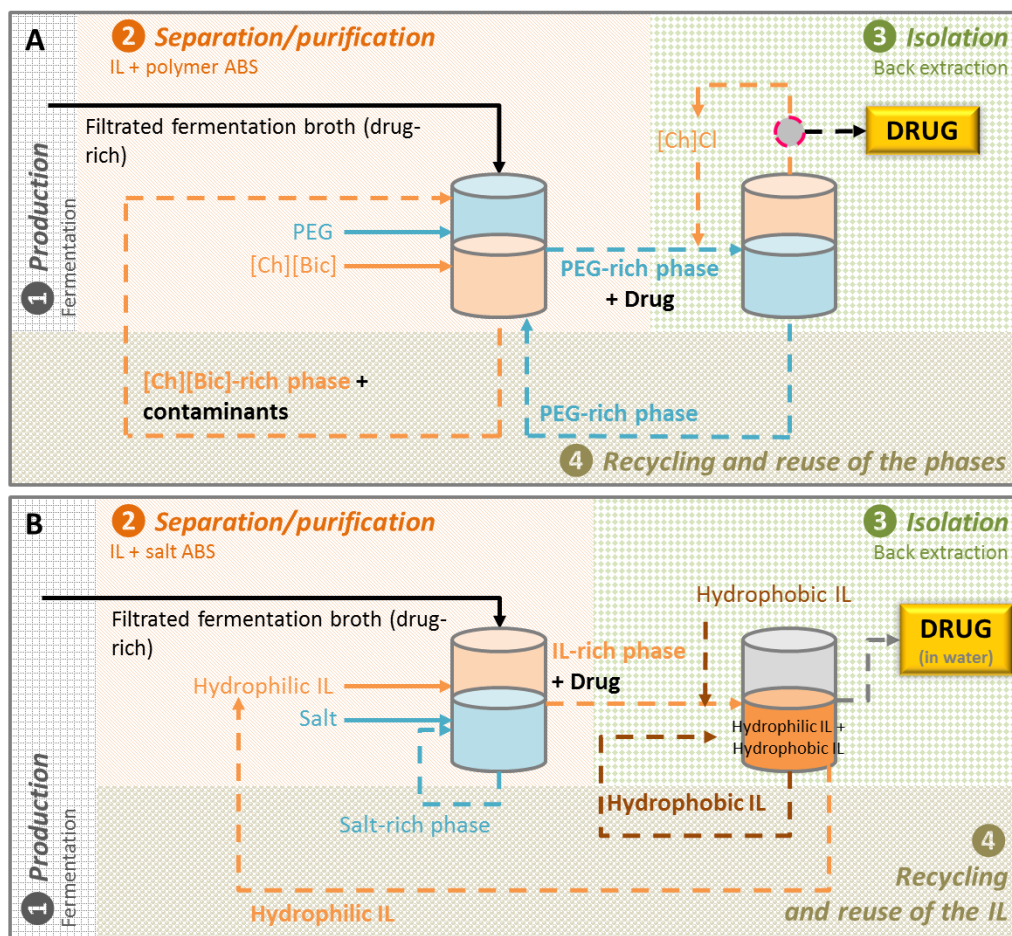 A
2 Separation/purification
IL + polymer ABS
3 Isolation
Back extraction
1 Production
Fermentation
Filtrated fermentation broth (drug-
rich)
[Ch]Cl
DRUG
PEG
[Ch][Bic]
PEG-rich phase
+ Drug
[Ch][Bic]-rich phase +
contaminants
PEG-rich phase
4 Recycling and reuse of the phases
B
2 Separation/purification
IL + salt ABS
3 Isolation
Back extraction
1 Production
Fermentation
Filtrated fermentation broth (drug-
rich)
Hydrophobic IL
DRUG
(in water)
IL-rich phase
+ Drug
Hydrophilic IL
Salt
Hydrophilic IL +
Hydrophobic IL
Hydrophobic IL
Salt-rich phase
4
Recycling
and reuse of the IL
Hydrophilic IL